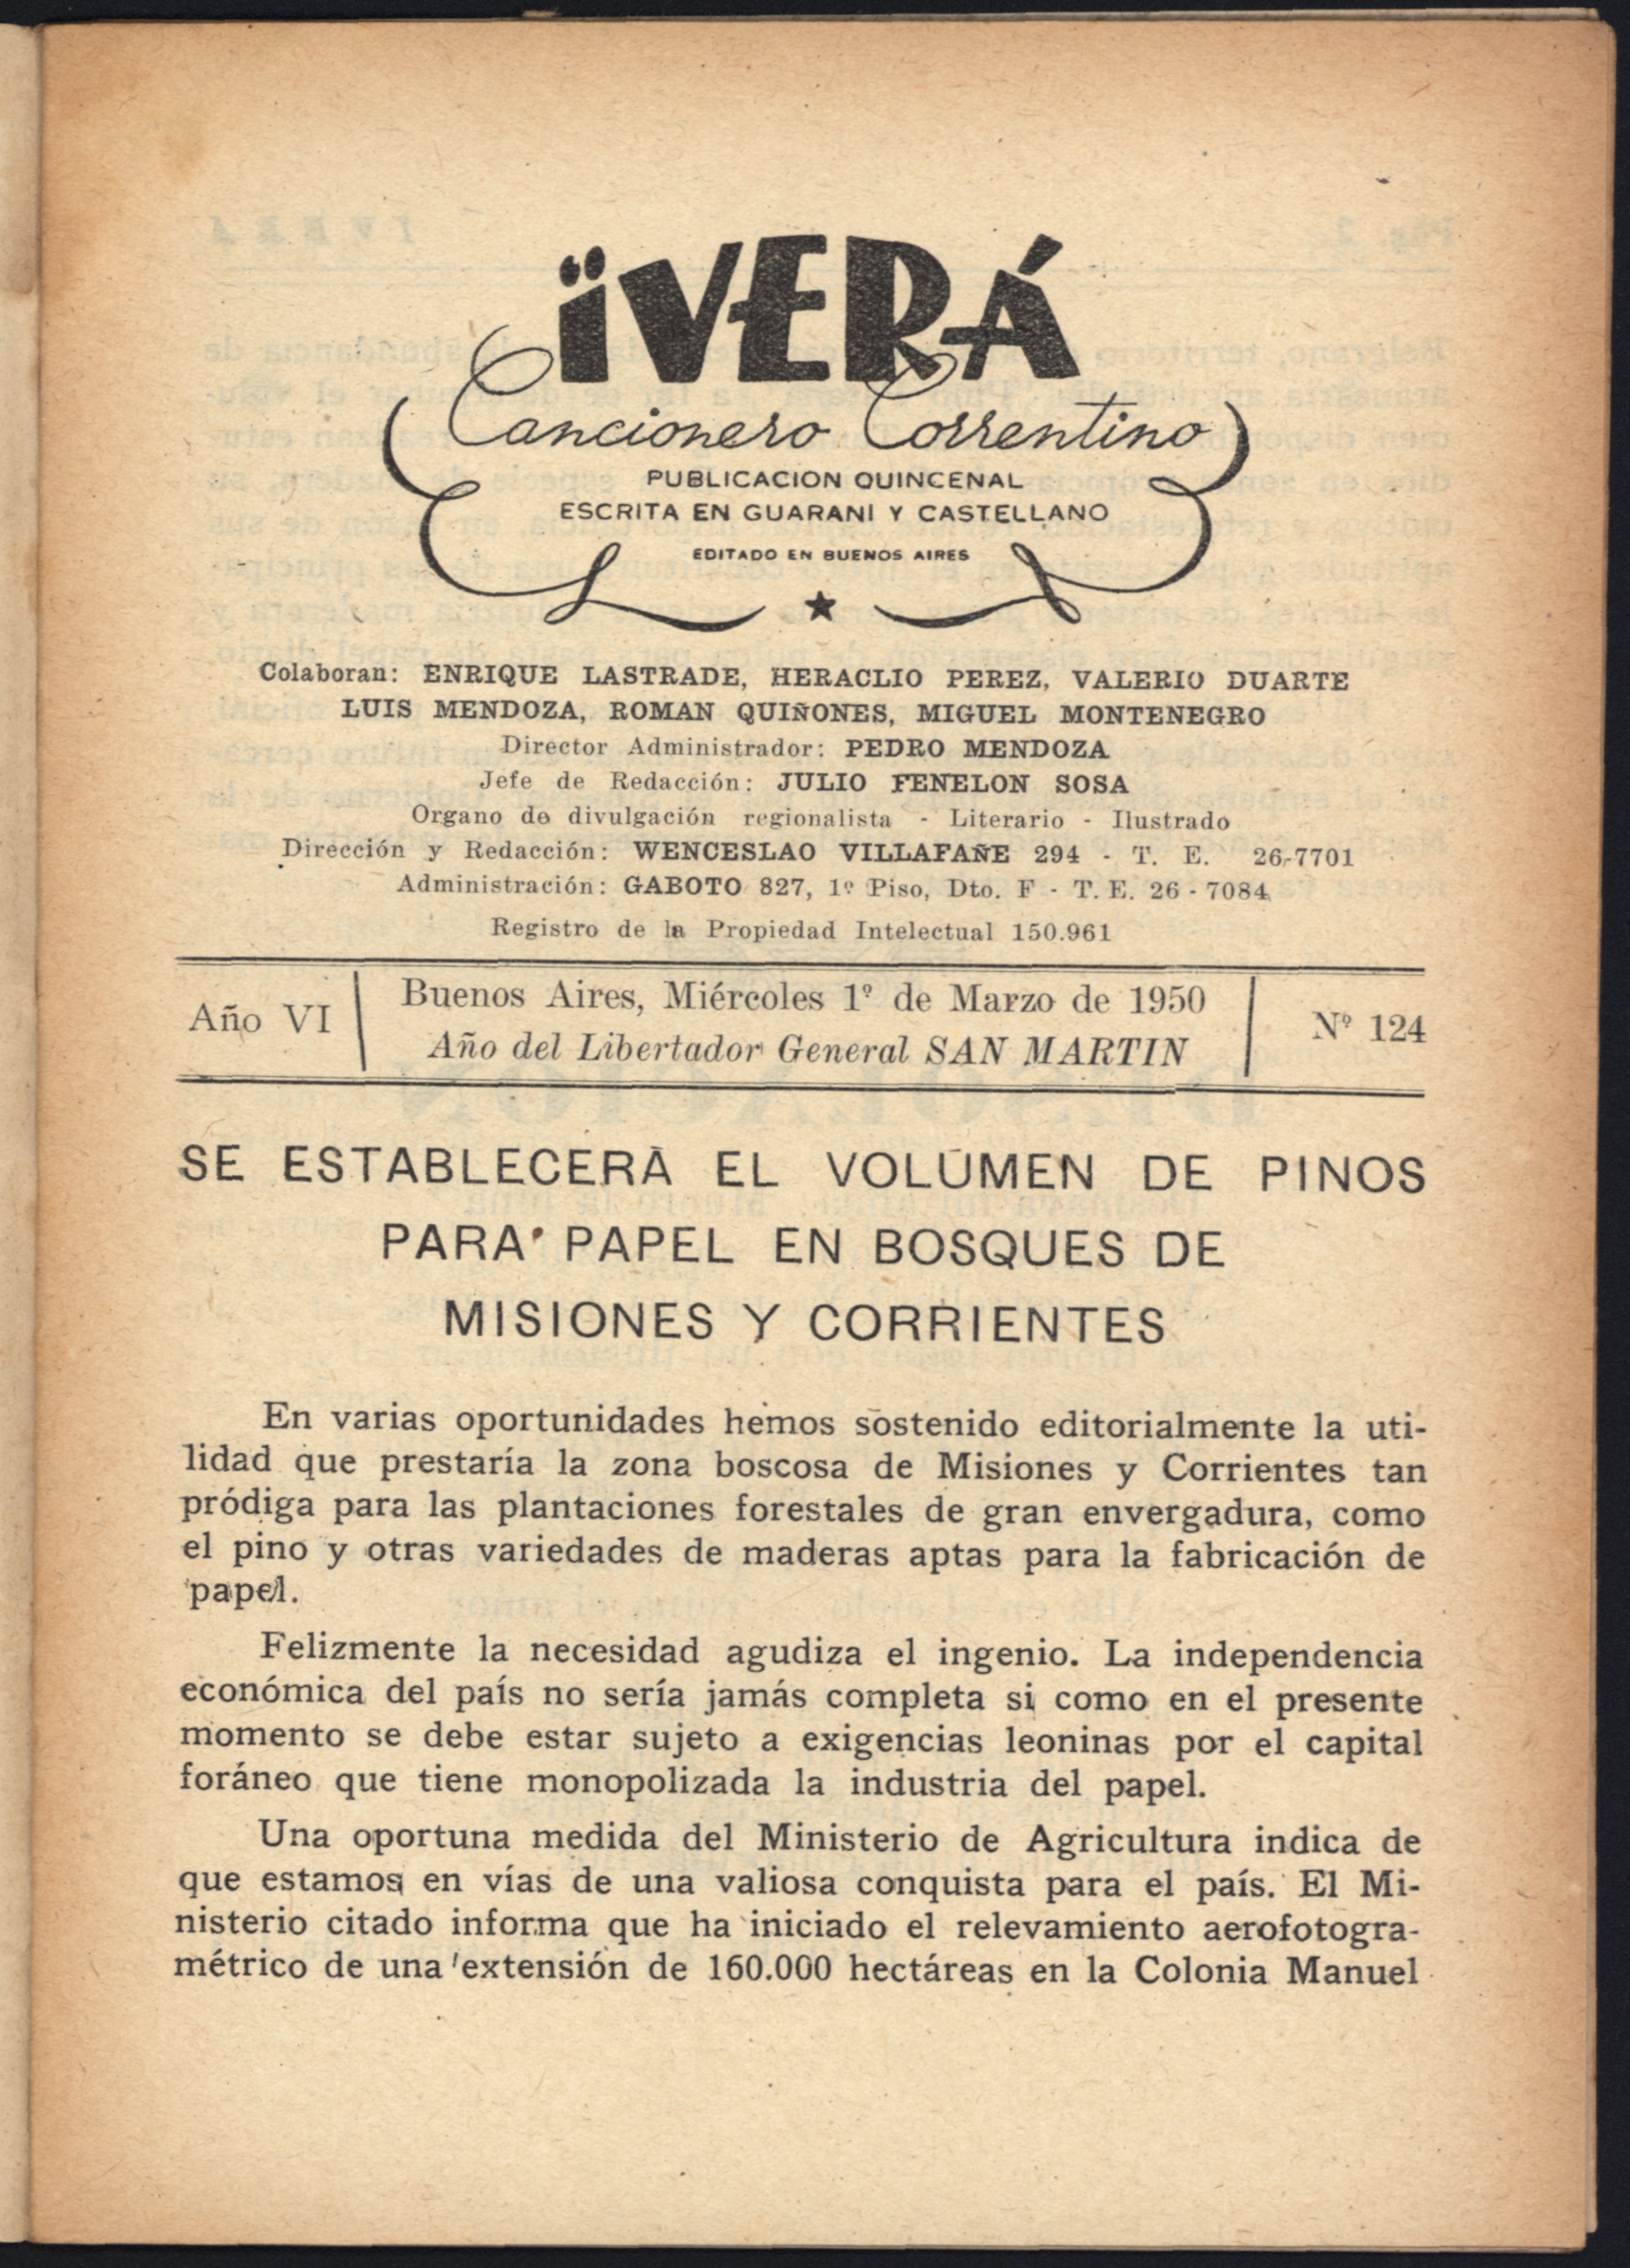 ÏVERÁ
Cancionero Correntino
PUBLICACION QUINCENAL
ESCRITA EN GUARANI Y CASTELLANO
EDITADO EN BUENOS AIRES
Colaboran: ENRIQUE LASTRADE, HERACLIO PEREZ, VALERIO DUARTE
LUIS MENDOZA, ROMAN QUIÑONES, MIGUEL MONTENEGRO
Director Administrador: PEDRO MENDOZA
Jefe de Redacción: JULIO FENELON SOSA
Organo de divulgación regionalista - Literario - Ilustrado
Dirección y Redacción: WENCESLAO VILLAFAÑE 294 - T. E. 26-7701
Administración: GABOTO 827, 1º Piso, Dto. F - T. E. 26 - 7084
Registro de la Propiedad Intelectual 150.961
Año VI
Buenos Aires, Miércoles 1º de Marzo de 1950
Año del Libertador General SAN MARTIN
Nº 124
SE ESTABLECERÁ EL VOLÚMEN DE PINOS
PARA PAPEL EN BOSQUES DE
MISIONES Y CORRIENTES
En varias oportunidades hemos sostenido editorialmente la uti-
lidad que prestaría la zona boscosa de Misiones y Corrientes tan
pródiga para las plantaciones forestales de gran envergadura, como
el pino y otras variedades de maderas aptas para la fabricación de
papel.
Felizmente la necesidad agudiza el ingenio. La independencia
económica del país no sería jamás completa si como en el presente
momento se debe estar sujeto a exigencias leoninas por el capital
foráneo que tiene monopolizada la industria del papel.
Una oportuna medida del Ministerio de Agricultura indica de
que estamos en vías de una valiosa conquista para el país. El Mi-
nisterio citado informa que ha iniciado el relevamiento aerofotogra-
métrico de una extensión de 160.000 hectáreas en la Colonia Manuel